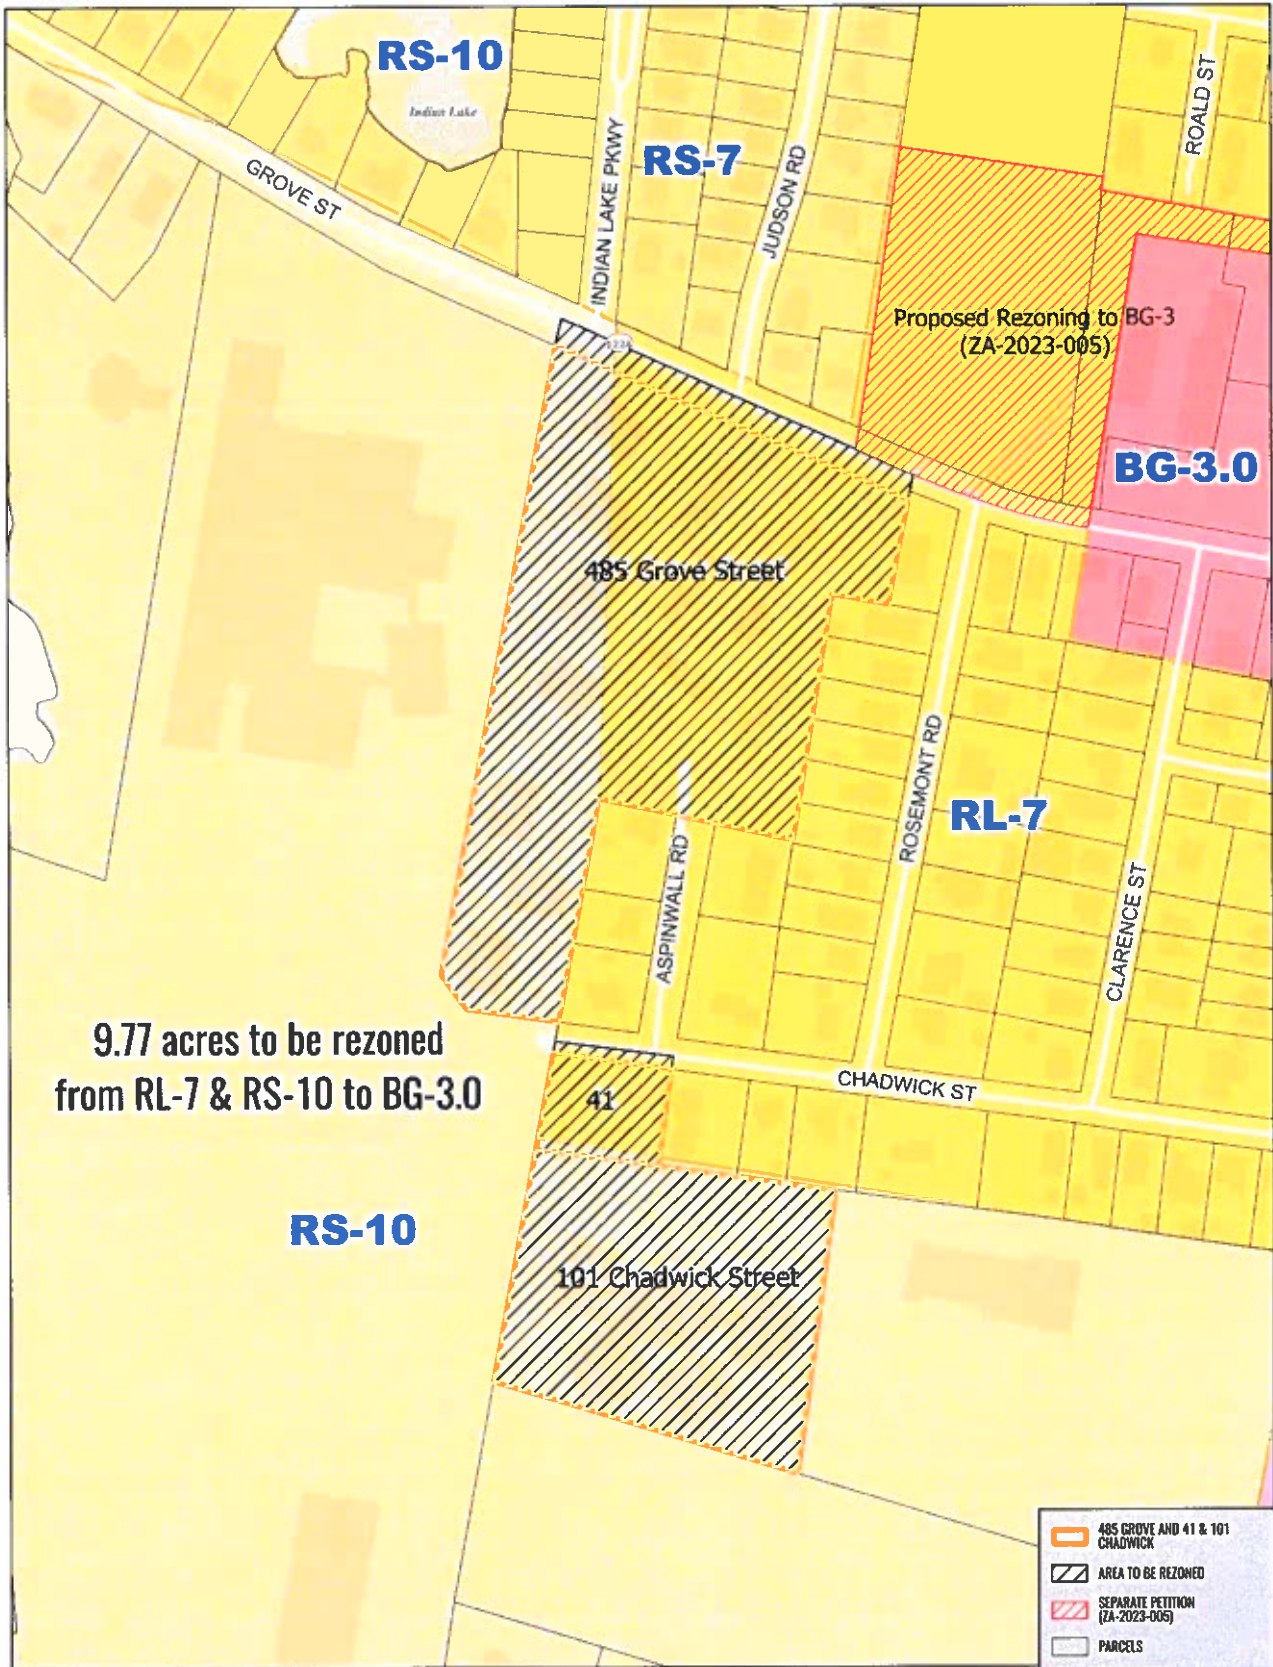 RS-10
Indian Lake
ROALD ST
GROVE ST
INDIAN LAKE PKWY
RS-7
JUDSON RD
Proposed Rezoning to BG-3
(ZA-2023-005)
BG-3.0
485 Grove Street
ROSEMONT RD
RL-7
ASPINWALL RD
CLARENCE ST
9.77 acres to be rezoned
from RL-7 & RS-10 to BG-3.0
CHADWICK ST
41
RS-10
101 Chadwick Street
485 GROVE AND 41 & 101
CHADWICK
AREA TO BE REZONED
SEPARATE PETITION
(ZA-2023-005)
PARCELS